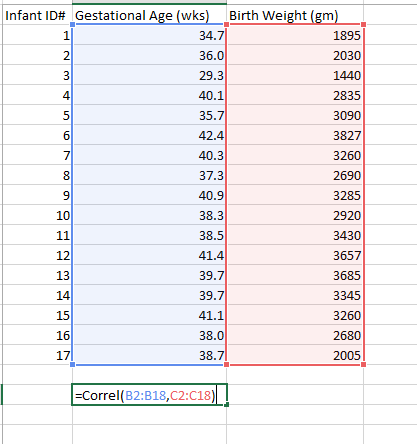 Infant ID# Gestational Age (wks) Birth Weight (gm)
1 34.7 1895
2 36.0 2030
3 29.3 1440
4 40.1 2835
5 35.7 3090
6 42.4 3827
7 40.3 3260
8 37.3 2690
9 40.9 3285
10 38.3 2920
11 38.5 3430
12 41.4 3657
13 39.7 3685
14 39.7 3345
15 41.1 3260
16 38.0 2680
17 38.7 2005
=Correl(B2:B18,C2:C18)